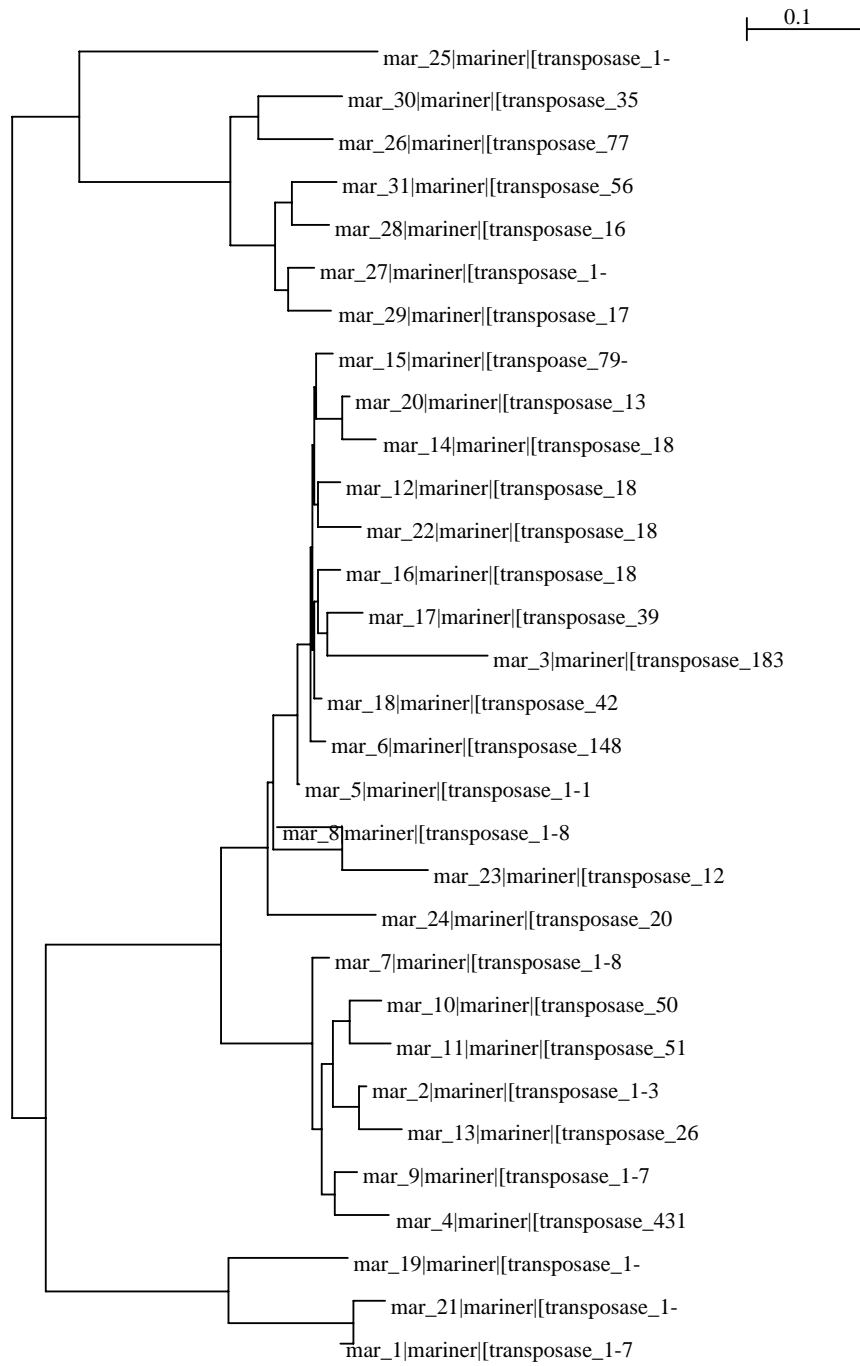 0.1
mar_25|mariner|[transposase_1-
mar_30|mariner|[transposase_35
mar_26|mariner|[transposase_77
mar_31|mariner|[transposase_56
mar_28|mariner|[transposase_16
mar_27|mariner|[transposase_1-
mar_29|mariner|[transposase_17
mar_15|mariner|[transpoase_79-
mar_20|mariner|[transposase_13
mar_14|mariner|[transposase_18
mar_12|mariner|[transposase_18
mar_22|mariner|[transposase_18
mar_16|mariner|[transposase_18
mar_17|mariner|[transposase_39
mar_3|mariner|[transposase_183
mar_18|mariner|[transposase_42
mar_6|mariner|[transposase_148
mar_5|mariner|[transposase_1-1
mar_8|mariner|[transposase_1-8
mar_23|mariner|[transposase_12
mar_24|mariner|[transposase_20
mar_7|mariner|[transposase_1-8
mar_10|mariner|[transposase_50
mar_11|mariner|[transposase_51
mar_2|mariner|[transposase_1-3
mar_13|mariner|[transposase_26
mar_9|mariner|[transposase_1-7
mar_4|mariner|[transposase_431
mar_19|mariner|[transposase_1-
mar_21|mariner|[transposase_1-
mar_1|mariner|[transposase_1-7